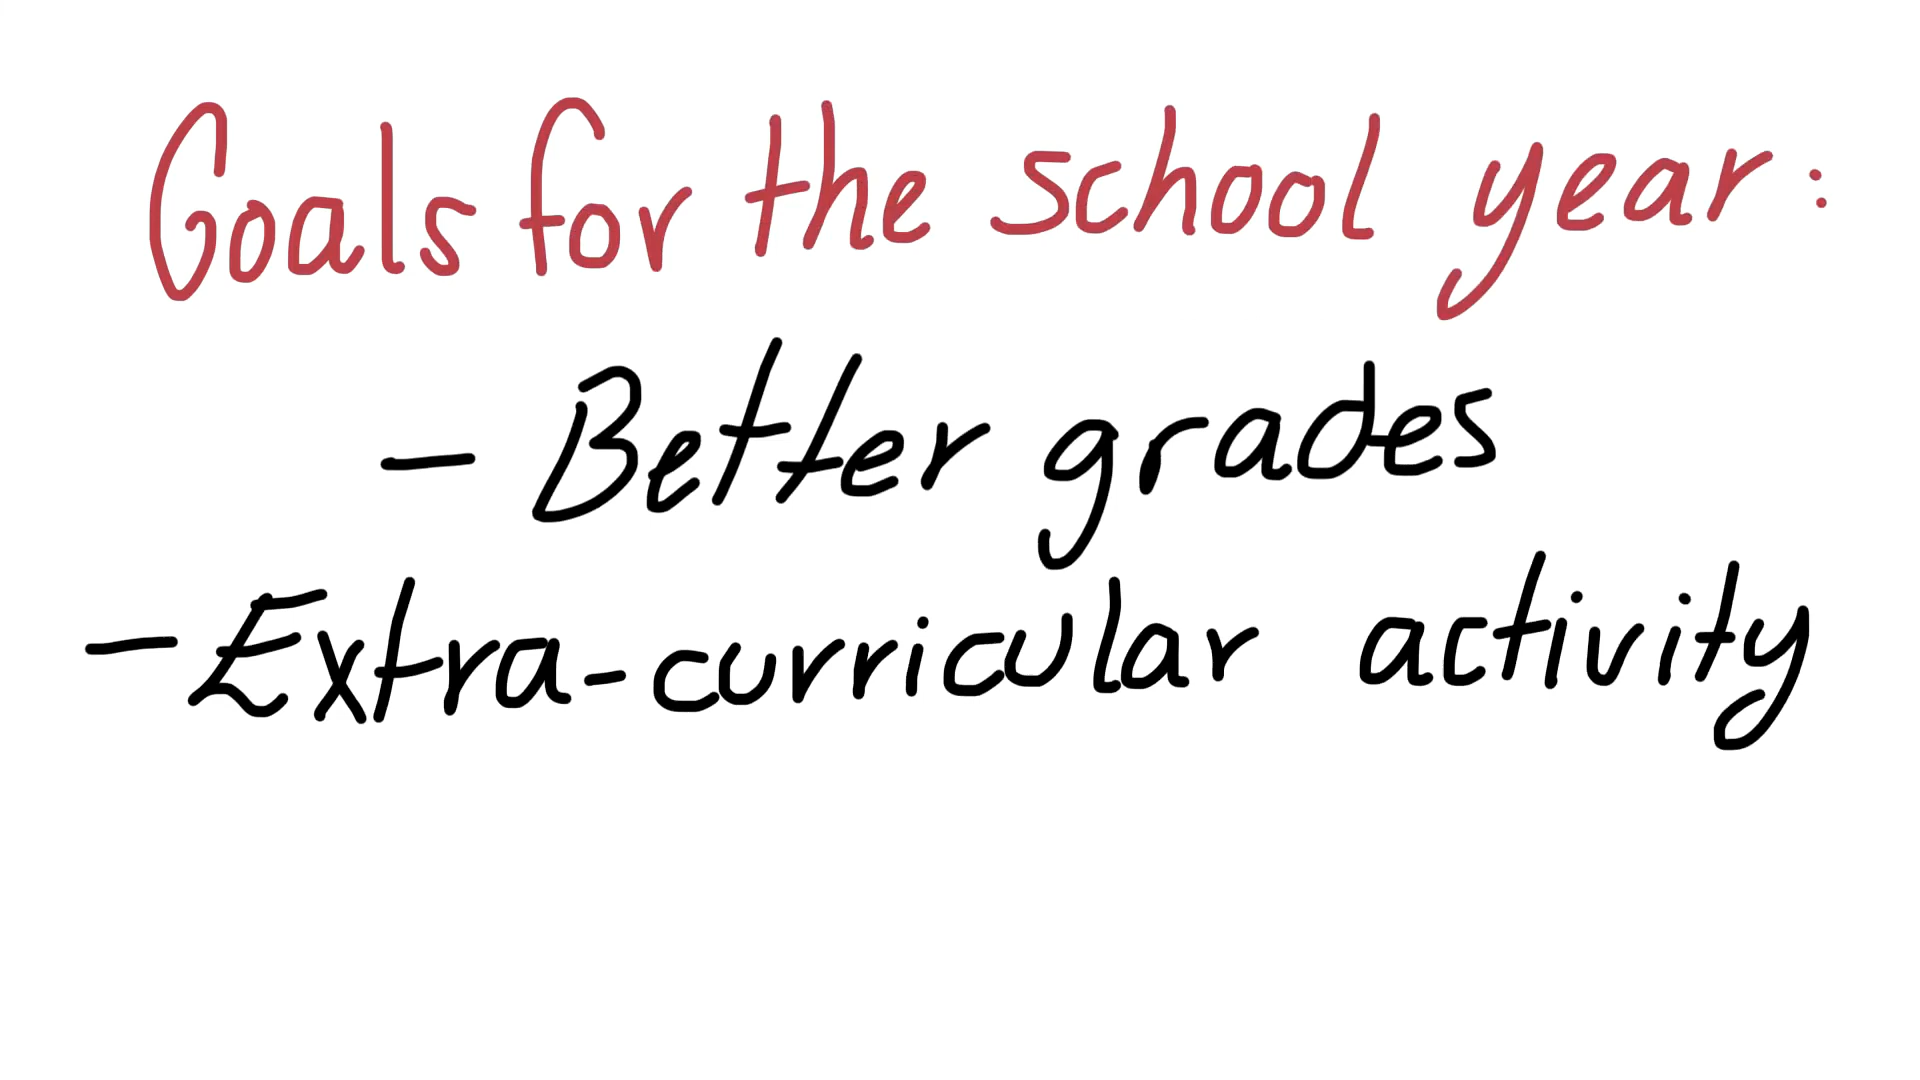 Goals for the school year:
- Better grades
- Extra-curricular activity